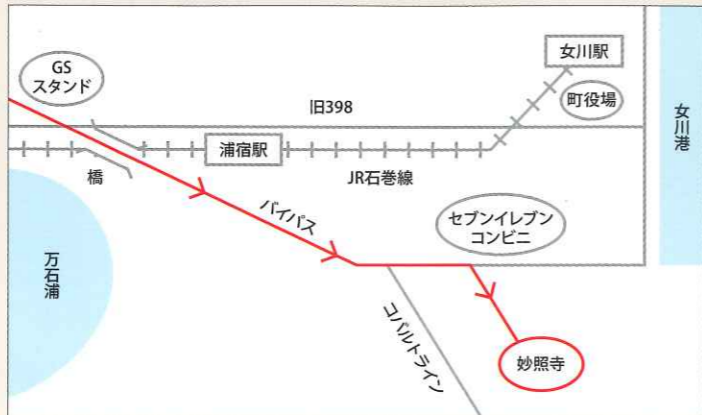 GS
スタンド
女川駅
町役場
旧398
女川港
浦宿駅
橋
JR石巻線
バイパス
セブンイレブン
コンビニ
万石浦
コバルトライン
妙照寺